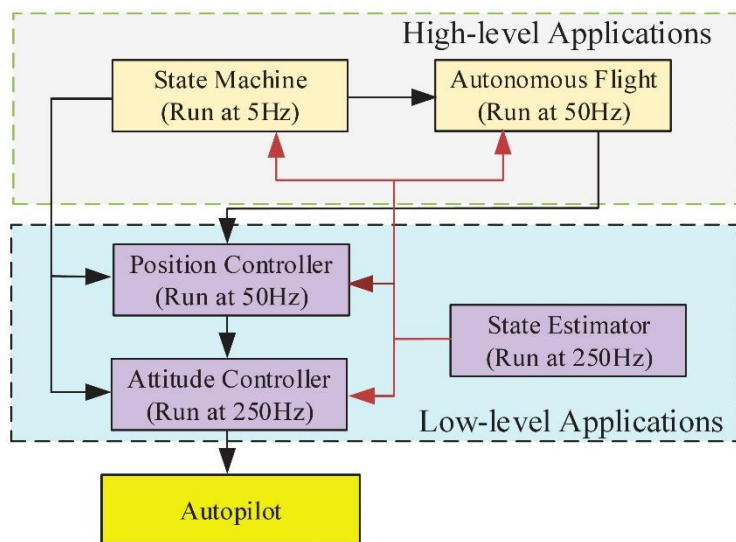 High-level Applications
State Machine
(Run at 5Hz)
Autonomous Flight
(Run at 50Hz)
Position Controller
(Run at 50Hz)
State Estimator
(Run at 250Hz)
Attitude Controller
(Run at 250Hz)
Low-level Applications
Autopilot